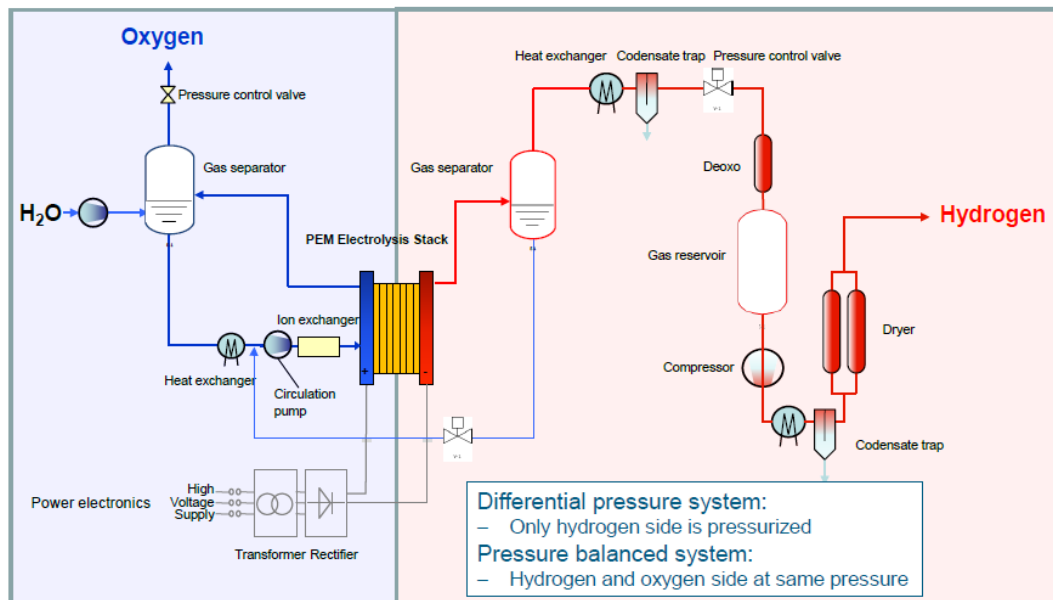 Oxygen
Pressure control valve
Gas separator
H2O
PEM Electrolysis Stack
Ion exchanger
Heat exchanger
Circulation
pump
+
-
Power electronics
High
Voltage
Supply
Transformer Rectifier
Heat exchanger
Codensate trap
Pressure control valve
V-1
Gas separator
Deoxo
Hydrogen
Gas reservoir
Dryer
Compressor
Codensate trap
V-1
Differential pressure system:
– Only hydrogen side is pressurized
Pressure balanced system:
– Hydrogen and oxygen side at same pressure